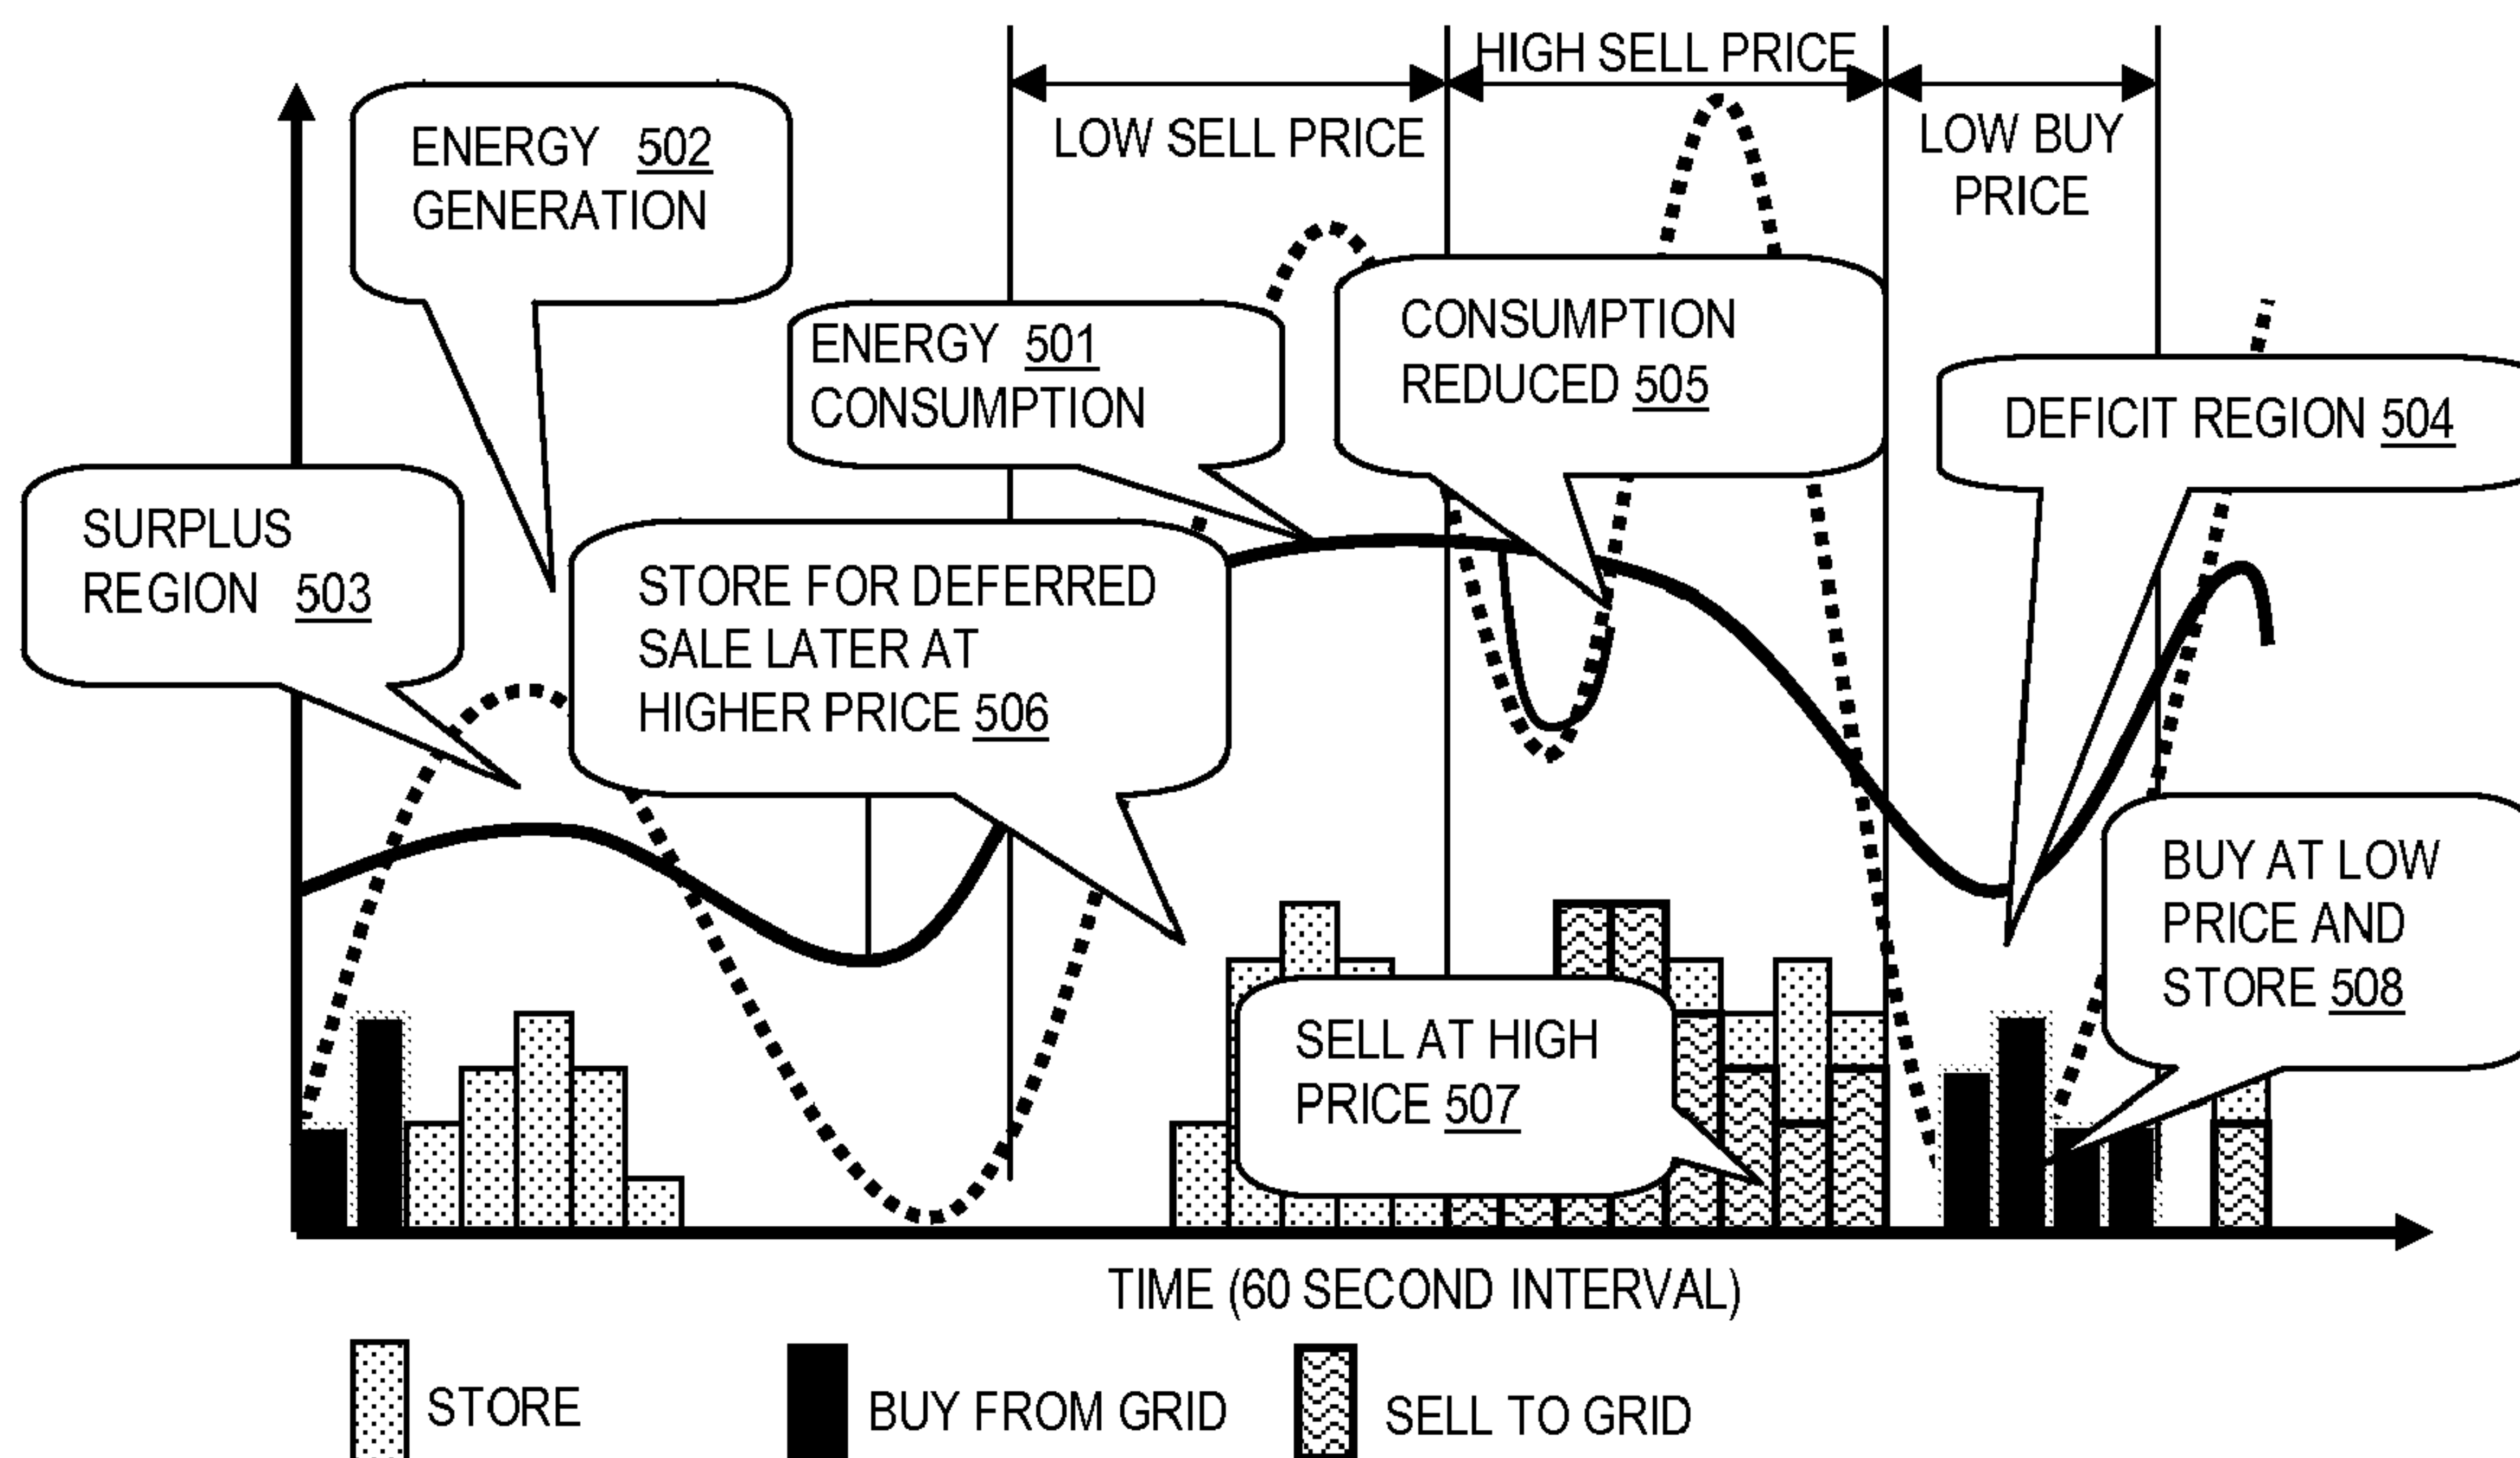 HIGH SELL PRICE
LOW SELL PRICE
LOW BUY
PRICE
ENERGY 502
GENERATION
ENERGY 501
CONSUMPTION
CONSUMPTION
REDUCED 505
DEFICIT REGION 504
SURPLUS
REGION 503
STORE FOR DEFERRED
SALE LATER AT
HIGHER PRICE 506
BUY AT LOW
PRICE AND
STORE 508
SELL AT HIGH
PRICE 507
TIME (60 SECOND INTERVAL)
STORE
BUY FROM GRID
SELL TO GRID